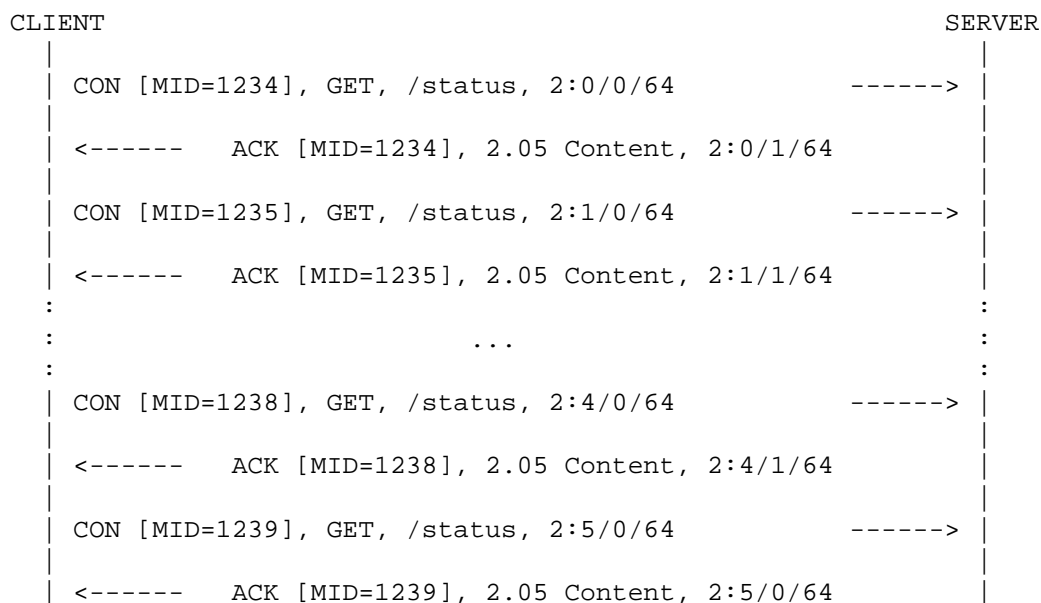 CLIENT                                                     SERVER
  |                                                          |
  | CON [MID=1234], GET, /status, 2:0/0/64           ------> |
  |                                                          |
  | <------   ACK [MID=1234], 2.05 Content, 2:0/1/64         |
  |                                                          |
  | CON [MID=1235], GET, /status, 2:1/0/64           ------> |
  |                                                          |
  | <------   ACK [MID=1235], 2.05 Content, 2:1/1/64         |
  :                                                          :
  :                          ...                             :
  :                                                          :
  | CON [MID=1238], GET, /status, 2:4/0/64           ------> |
  |                                                          |
  | <------   ACK [MID=1238], 2.05 Content, 2:4/1/64         |
  |                                                          |
  | CON [MID=1239], GET, /status, 2:5/0/64           ------> |
  |                                                          |
  | <------   ACK [MID=1239], 2.05 Content, 2:5/0/64         |